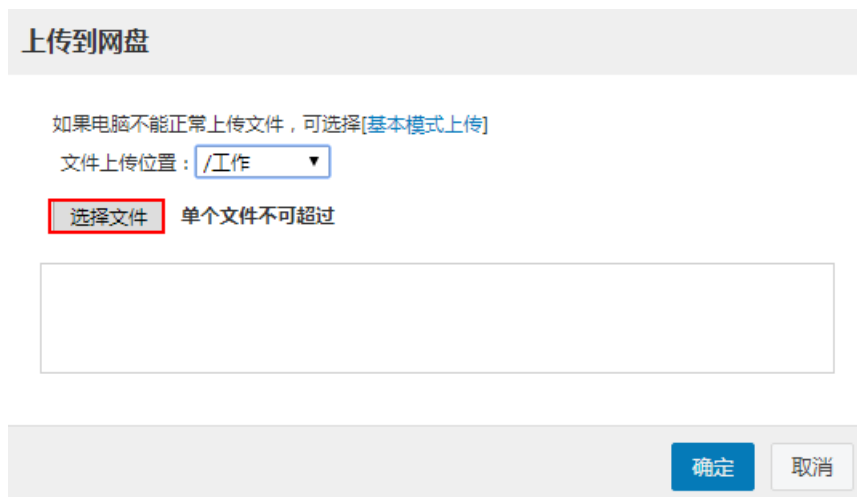 上传到网盘
如果电脑不能正常上传文件，可选择[基本模式上传]
文件上传位置：/工作
选择文件 单个文件不可超过
确定 取消